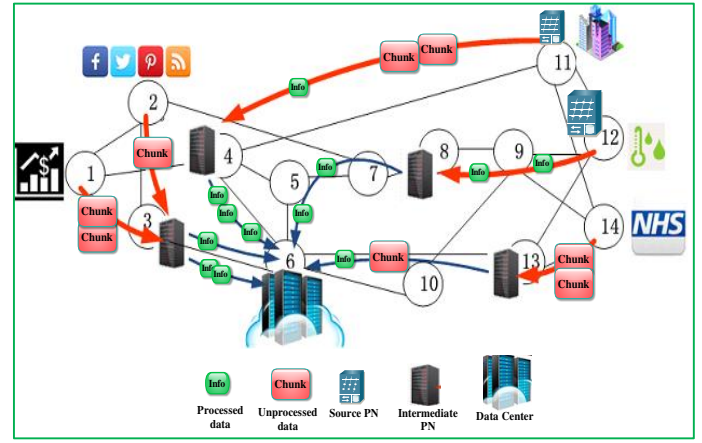 11
Chunk
Chunk
Info
f
$
2
Chunk
1
4
5
7
8
9
12
Info
Info
Info
Info
Info
Info
Info
Chunk
Chunk
3
Info
Info
Info
6
Info
Chunk
10
13
14
NHS
Chunk
Chunk
Info
Chunk
Processed
data
Unprocessed
data
Source PN
Intermediate
PN
Data Center